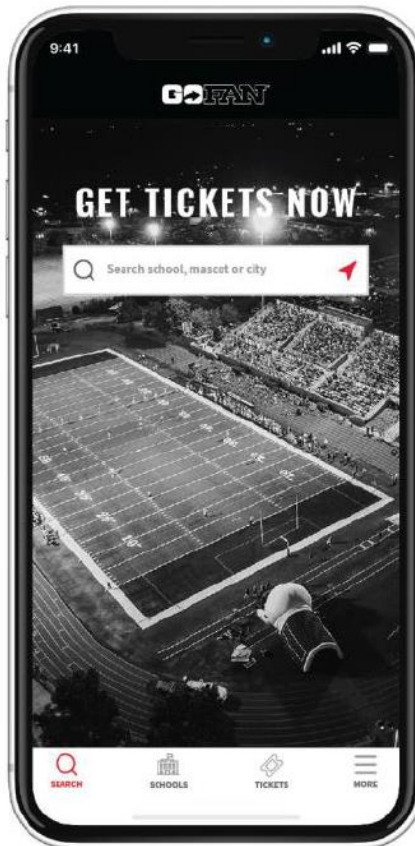 9:41
GOFAN
GET TICKETS NOW
Search school, mascot or city
SEARCH
SCHOOLS
TICKETS
MORE